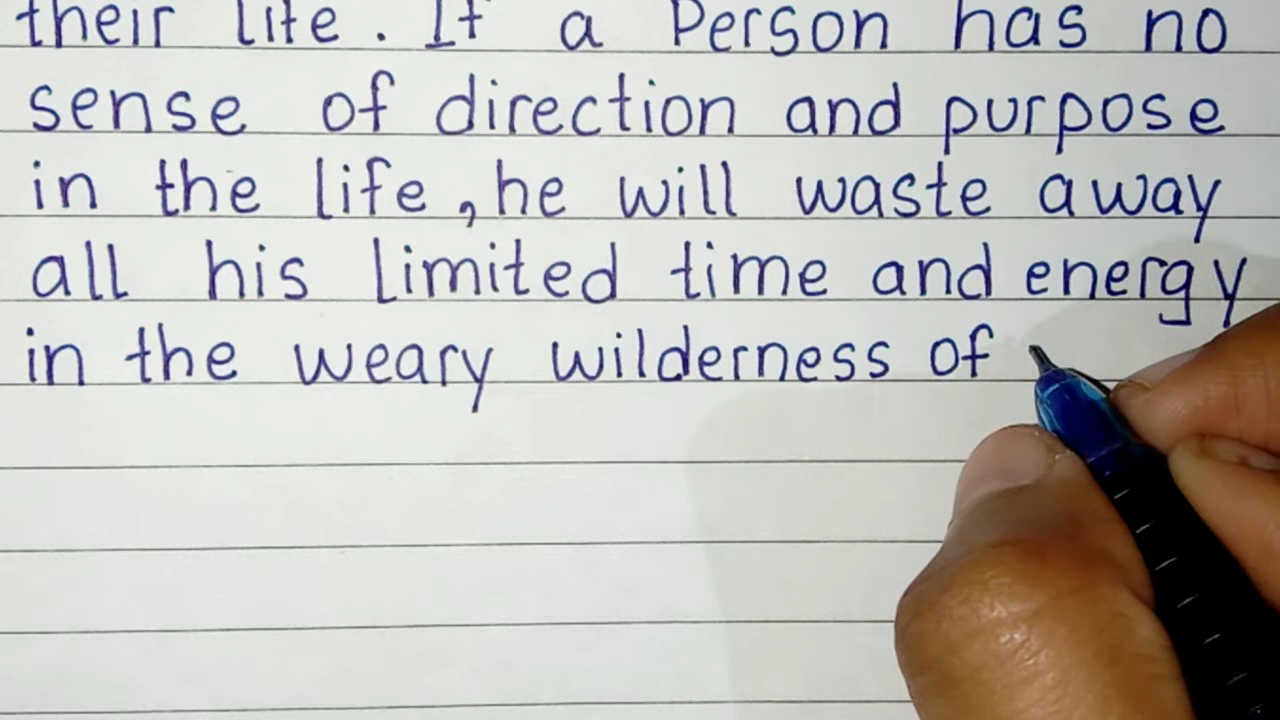 their life. If a Person has no
sense of direction and purpose
in the life, he will waste away
all his limited time and energy
in the weary wilderness of